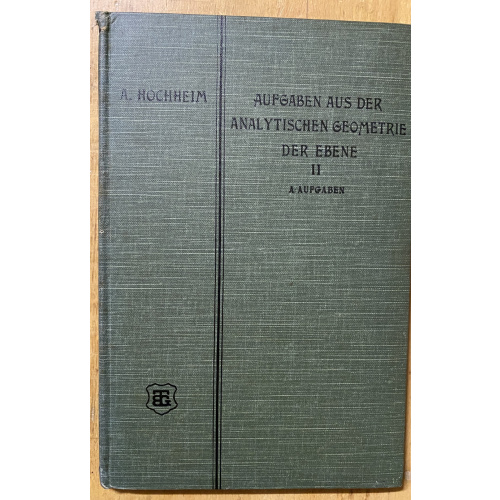 A. HOCHHEIM
AUFGABEN AUS DER
ANALYTISCHEN GEOMETRIE
DER EBENE
II
A AUFGABEN